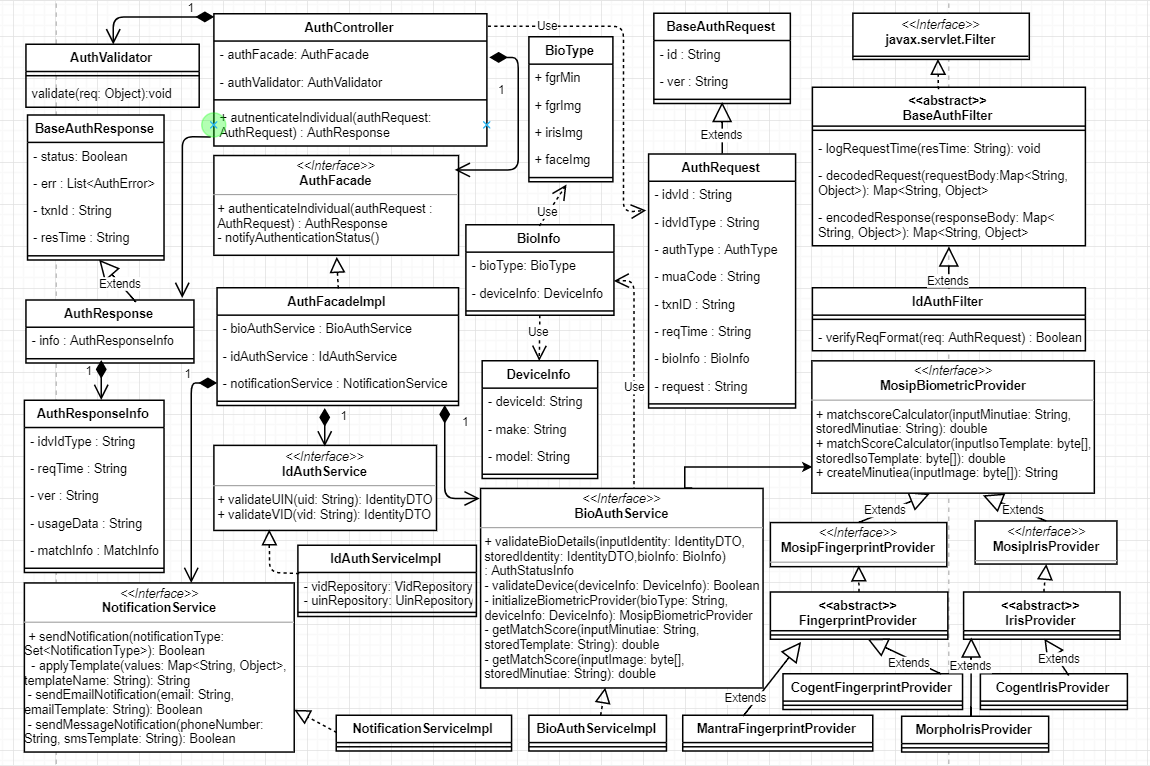 1
AuthController
- authFacade: AuthFacade
- authValidator: AuthValidator
+ autnenticateIndividual(authRequest:
AuthRequest) : AuthResponse
AuthValidator
validate(req: Object):void
Use
1
BioType
+ fgrMin
+ fgrImg
+ irisImg
+ faceImg
BaseAuthRequest
- id : String
- ver : String
Extends
<<Interface>>
javax.servlet.Filter
<<abstract>>
BaseAuthFilter
- logRequestTime(resTime: String): void
- decodedRequest(requestBody:Map<String,
Object>): Map<String, Object>
- encodedResponse(responseBody: Map<
String, Object>): Map<String, Object>
Extends
IdAuthFilter
- verifyReqFormat(req: AuthRequest) : Boolean
BaseAuthResponse
- status: Boolean
- err : List<AuthError>
- txnId : String
- resTime : String
Extends
<<Interface>>
AuthFacade
+ authenticateIndividual(authRequest :
AuthRequest) : AuthResponse
- notifyAuthenticationStatus()
Use
BioInfo
- bioType: BioType
- deviceInfo: DeviceInfo
Use
AuthRequest
- idvId : String
- idvIdType : String
- authType : AuthType
- muaCode : String
- txnID : String
- reqTime : String
- bioInfo : BioInfo
- request : String
AuthResponse
- info : AuthResponseInfo
1
AuthFacadeImpl
- bioAuthService : BioAuthService
- idAuthService : IdAuthService
- notificationService : NotificationService
1
1
1
DeviceInfo
- deviceId: String
- make: String
- model: String
Use
<<Interface>>
MosipBiometricProvider
+ matchscoreCalculator(inputMinutiae: String,
storedMinutiae: String): double
+ matchScoreCalculator(inputIsoTemplate: byte[],
storedIsoTemplate: byte[]): double
+ createMinutiea(inputImage: byte[]): String
AuthResponseInfo
- idvIdType : String
- reqTime : String
- ver : String
- usageData : String
- matchInfo : MatchInfo
<<Interface>>
IdAuthService
+ validateUIN(uid: String): IdentityDTO
+ validateVID(vid: String): IdentityDTO
IdAuthServiceImpl
- vidRepository: VidRepository
- uinRepository: UinRepository
<<Interface>>
BioAuthService
+ validateBioDetails(inputIdentity: IdentityDTO,
storedIdentity: IdentityDTO,bioInfo: BioInfo)
: AuthStatusInfo
- validateDevice(deviceInfo: DeviceInfo): Boolean
- initializeBiometricProvider(bioType: String,
deviceInfo: DeviceInfo): MosipBiometricProvider
- getMatchScore(inputMinutiae: String,
storedTemplate: String): double
- getMatchScore(inputImage: byte[],
storedMinutiae: String): double
Extends
Extends
<<Interface>>
MosipFingerprintProvider
<<Interface>>
MosipIrisProvider
<<abstract>>
FingerprintProvider
<<abstract>>
IrisProvider
Extends
Extends
Extends
Extends
CogentFingerprintProvider
CogentIrisProvider
MantraFingerprintProvider
MorphoIrisProvider
<<Interface>>
NotificationService
+ sendNotification(notificationType:
Set<NotificationType>): Boolean
- applyTemplate(values: Map<String, Object>,
templateName: String): String
- sendEmailNotification(email: String,
emailTemplate: String): Boolean
- sendMessageNotification(phoneNumber:
String, smsTemplate: String): Boolean
NotificationServiceImpl
BioAuthServiceImpl